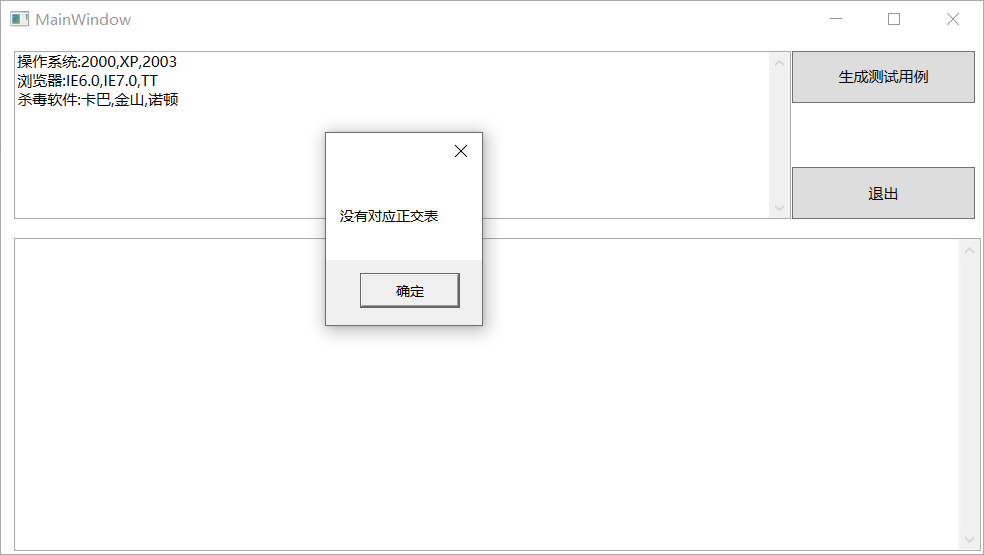 MainWindow
操作系统:2000,XP,2003
浏览器:IE6.0,IE7.0,TT
杀毒软件:卡巴,金山,诺顿
生成测试用例
退出
没有对应正交表
确定